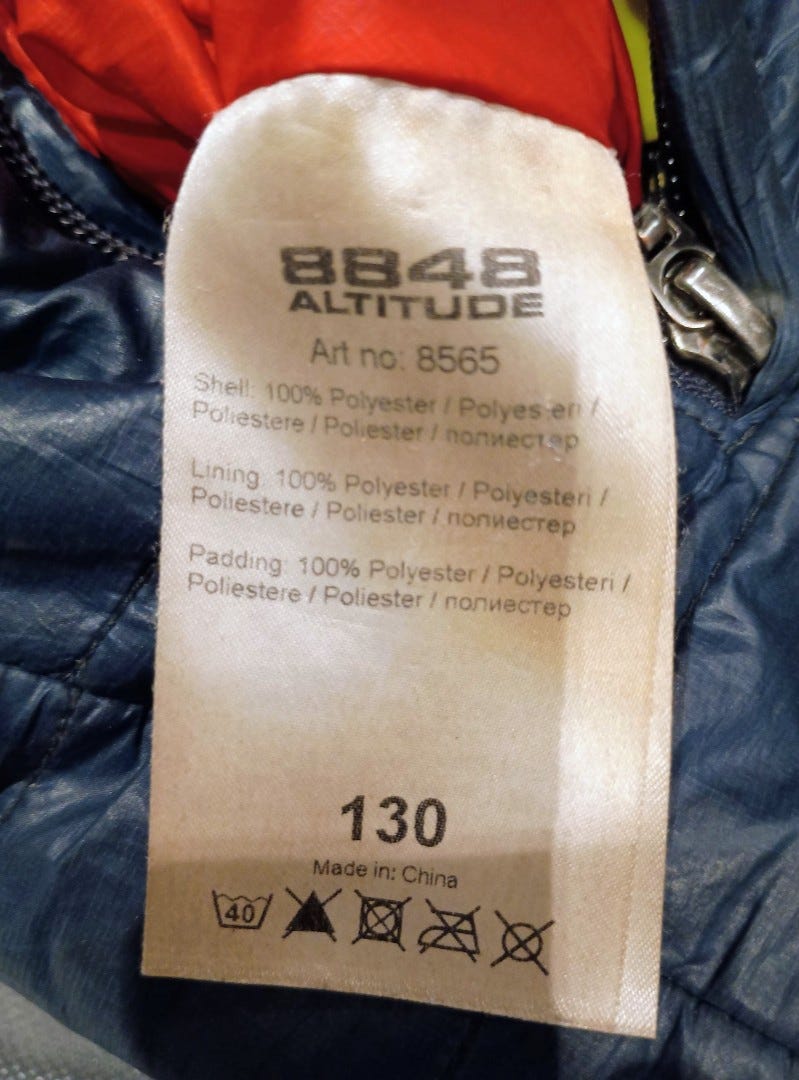 8848
ALTITUDE
Art no: 8565
Shell: 100% Polyester / Polyesteri /
Poliestere / Poliester / полиестер
Lining: 100% Polyester / Polyesteri /
Poliestere / Poliester / полиестер
Padding: 100% Polyester / Polyesteri /
Poliestere / Poliester / полиестер
130
Made in: China
40